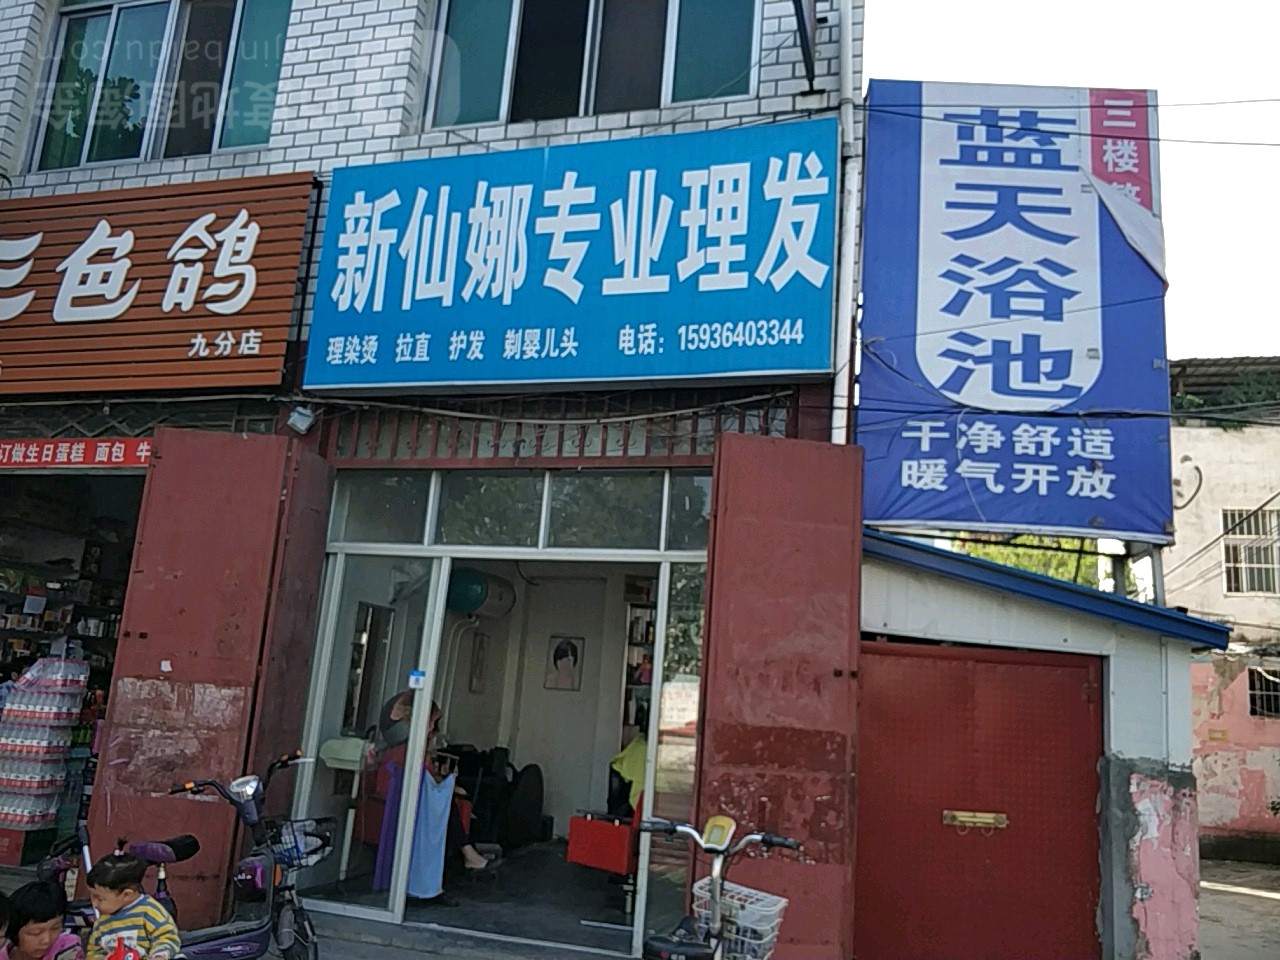 三色鸽
九分店
订做生日蛋糕 面包 牛
新仙娜专业理发
理染烫 拉直 护发 剃婴儿头 电话：15936403344
三楼
蓝天浴池
干净舒适
暖气开放